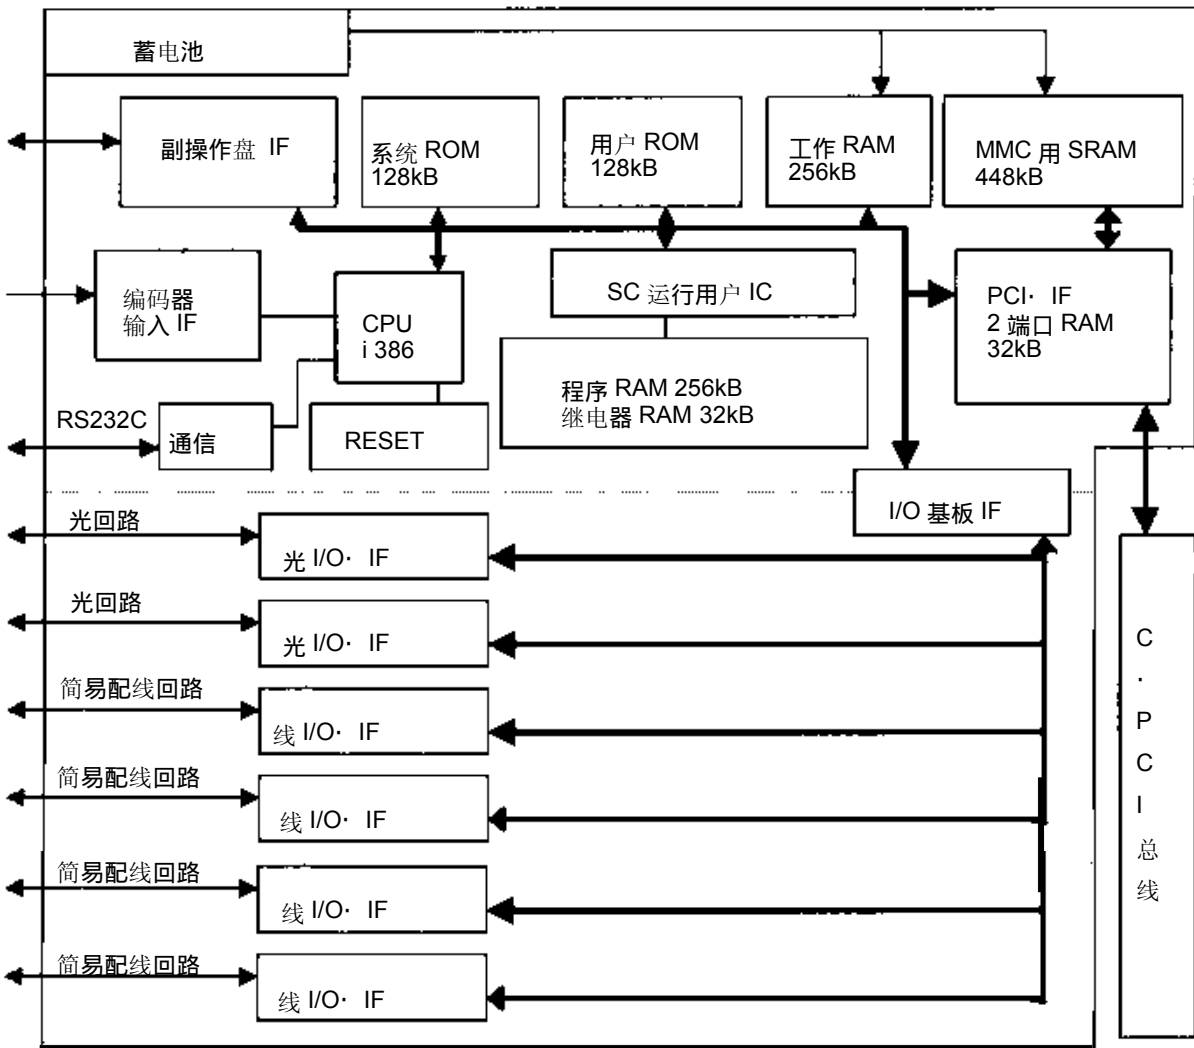 蓄电池
副操作盘 IF
系统 ROM
128kB
用户 ROM
128kB
工作 RAM
256kB
MMC 用 SRAM
448kB
编码器
输入 IF
CPU
i 386
SC 运行用户 IC
PCI· IF
2 端口 RAM
32kB
程序 RAM 256kB
继电器 RAM 32kB
RS232C
通信
RESET
I/O 基板 IF
光回路
光 I/O· IF
光回路
光 I/O· IF
简易配线回路
线 I/O· IF
简易配线回路
线 I/O· IF
简易配线回路
线 I/O· IF
简易配线回路
线 I/O· IF
C
·
P
C
I
总
线